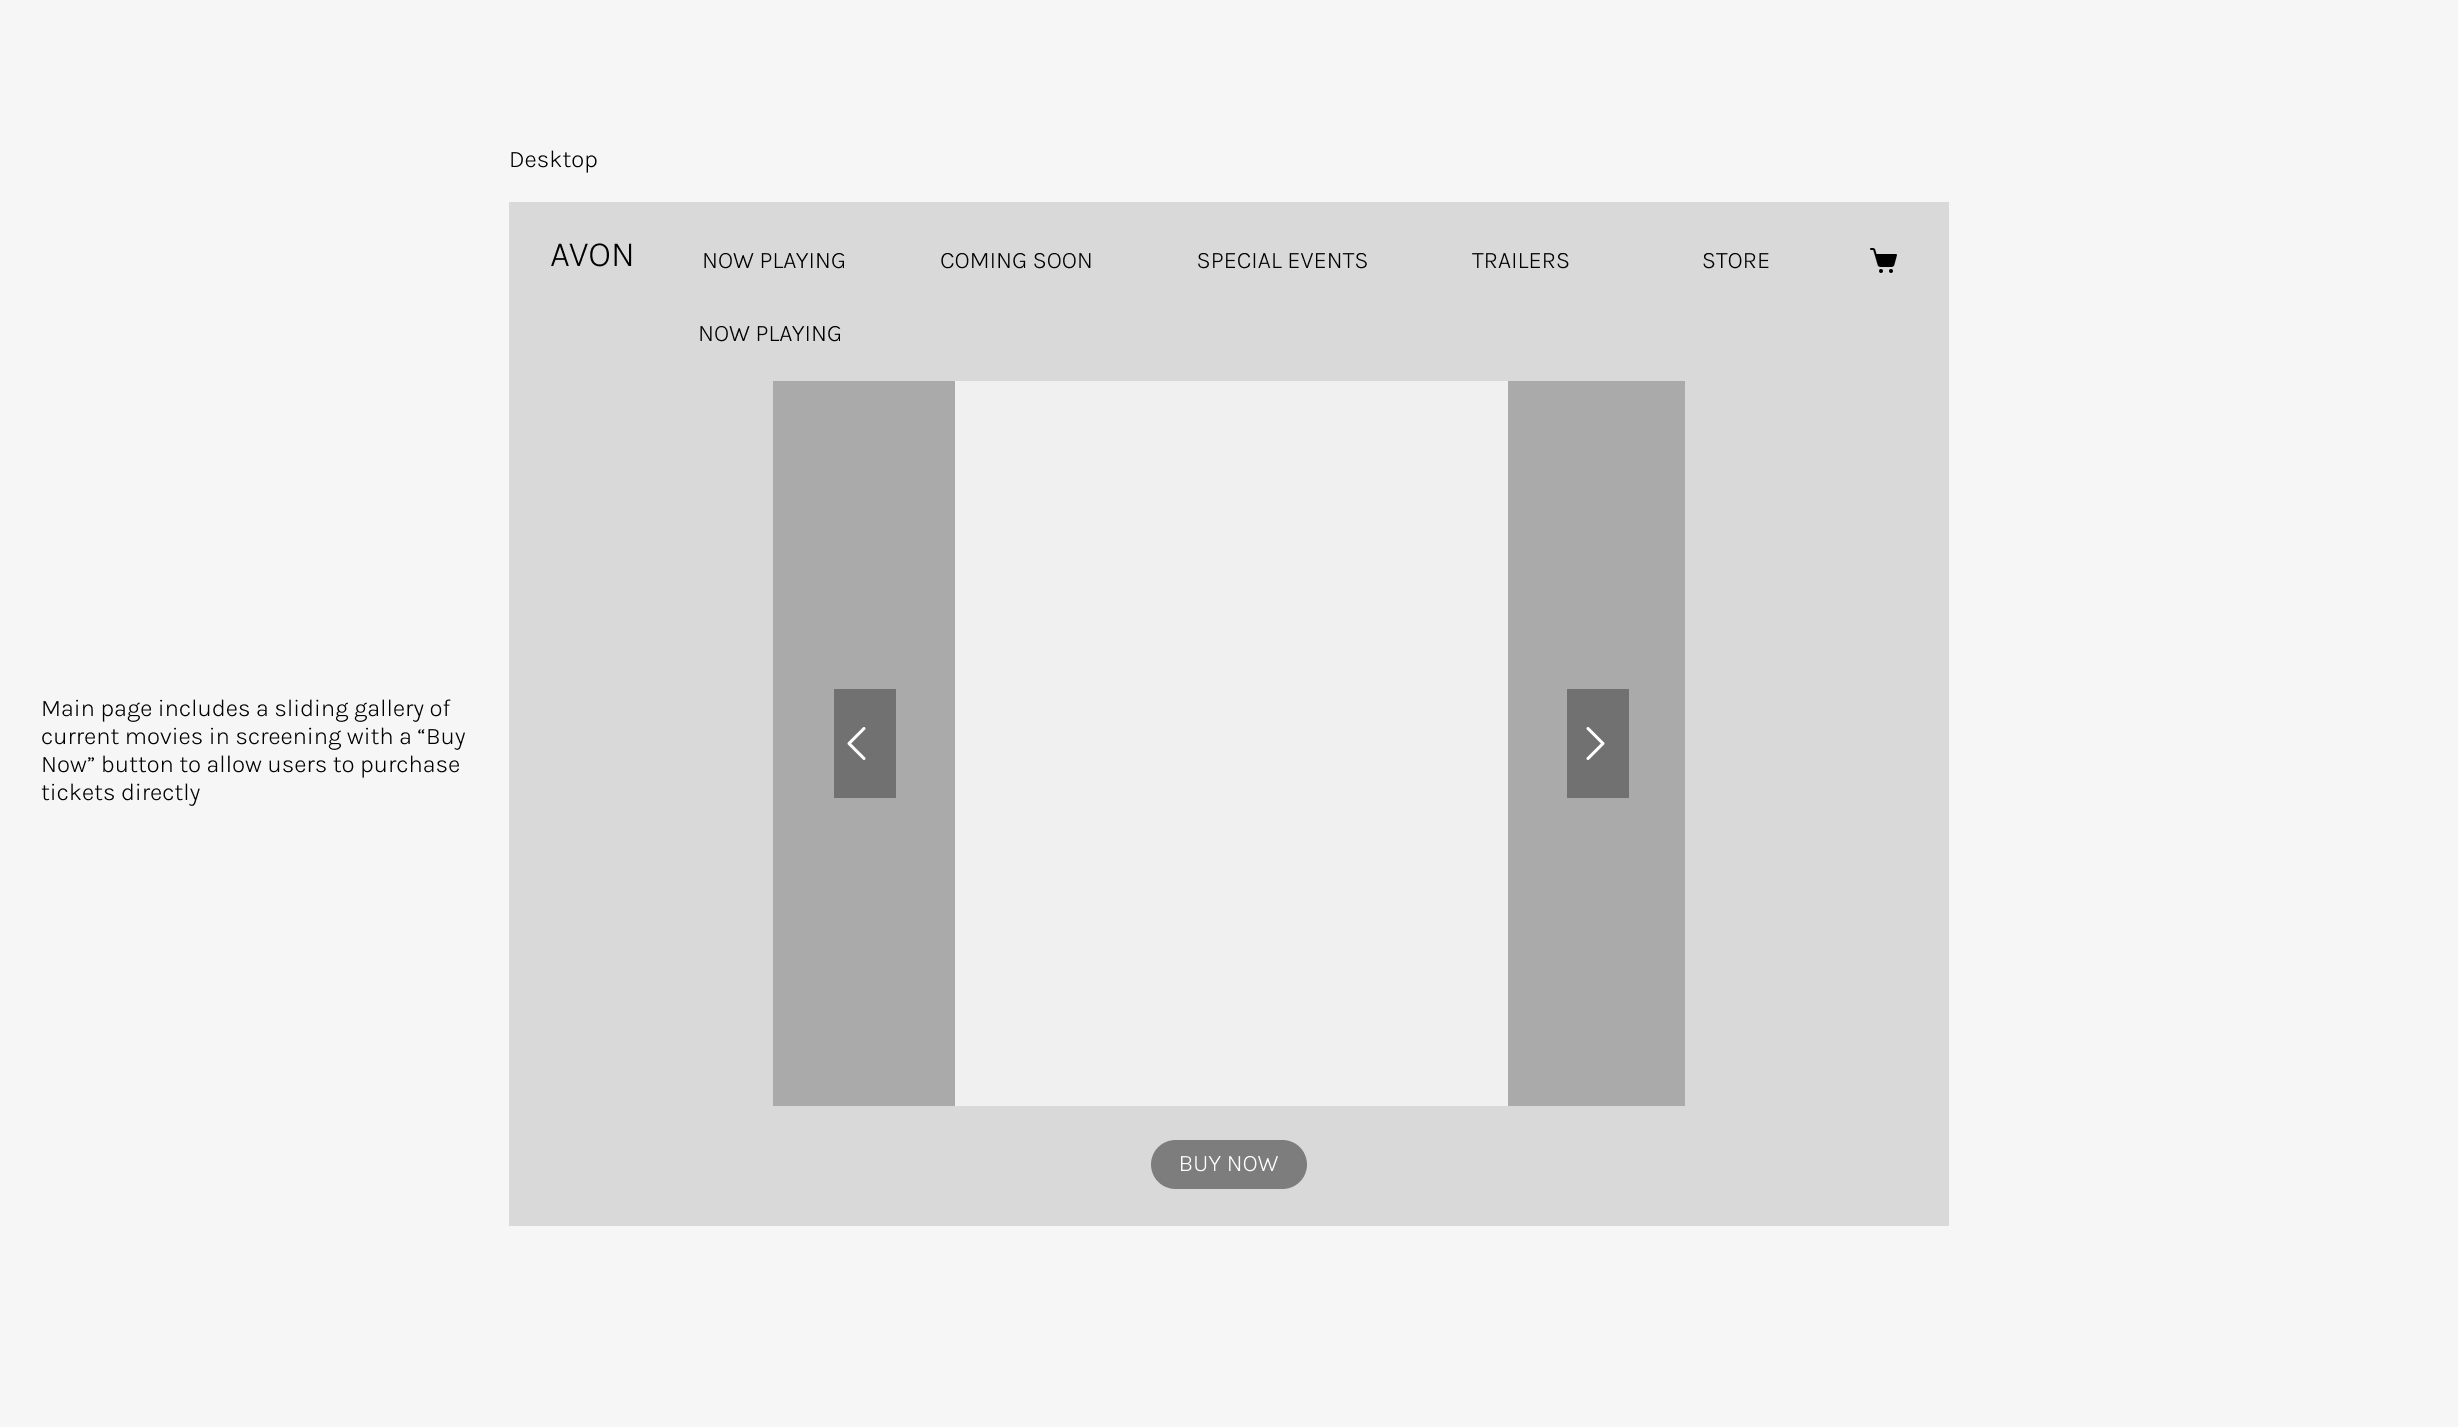 Desktop
AVON
NOW PLAYING
COMING SOON
SPECIAL EVENTS
TRAILERS
STORE
NOW PLAYING
Main page includes a sliding gallery of
current movies in screening with a “Buy
Now” button to allow users to purchase
tickets directly
BUY NOW